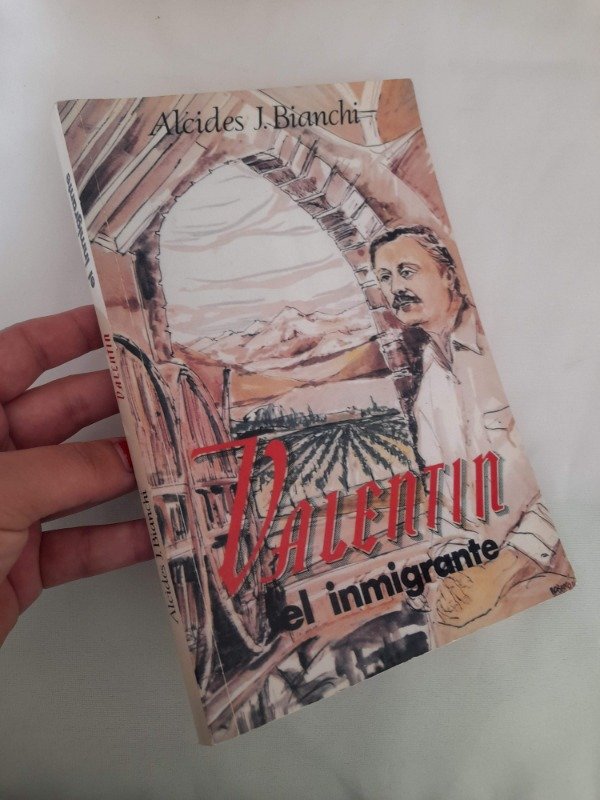 Alcides J. Bianchi
VALENTIN
el inmigrante
Alcides J. Bianchi
VALENTIN
el inmigrante